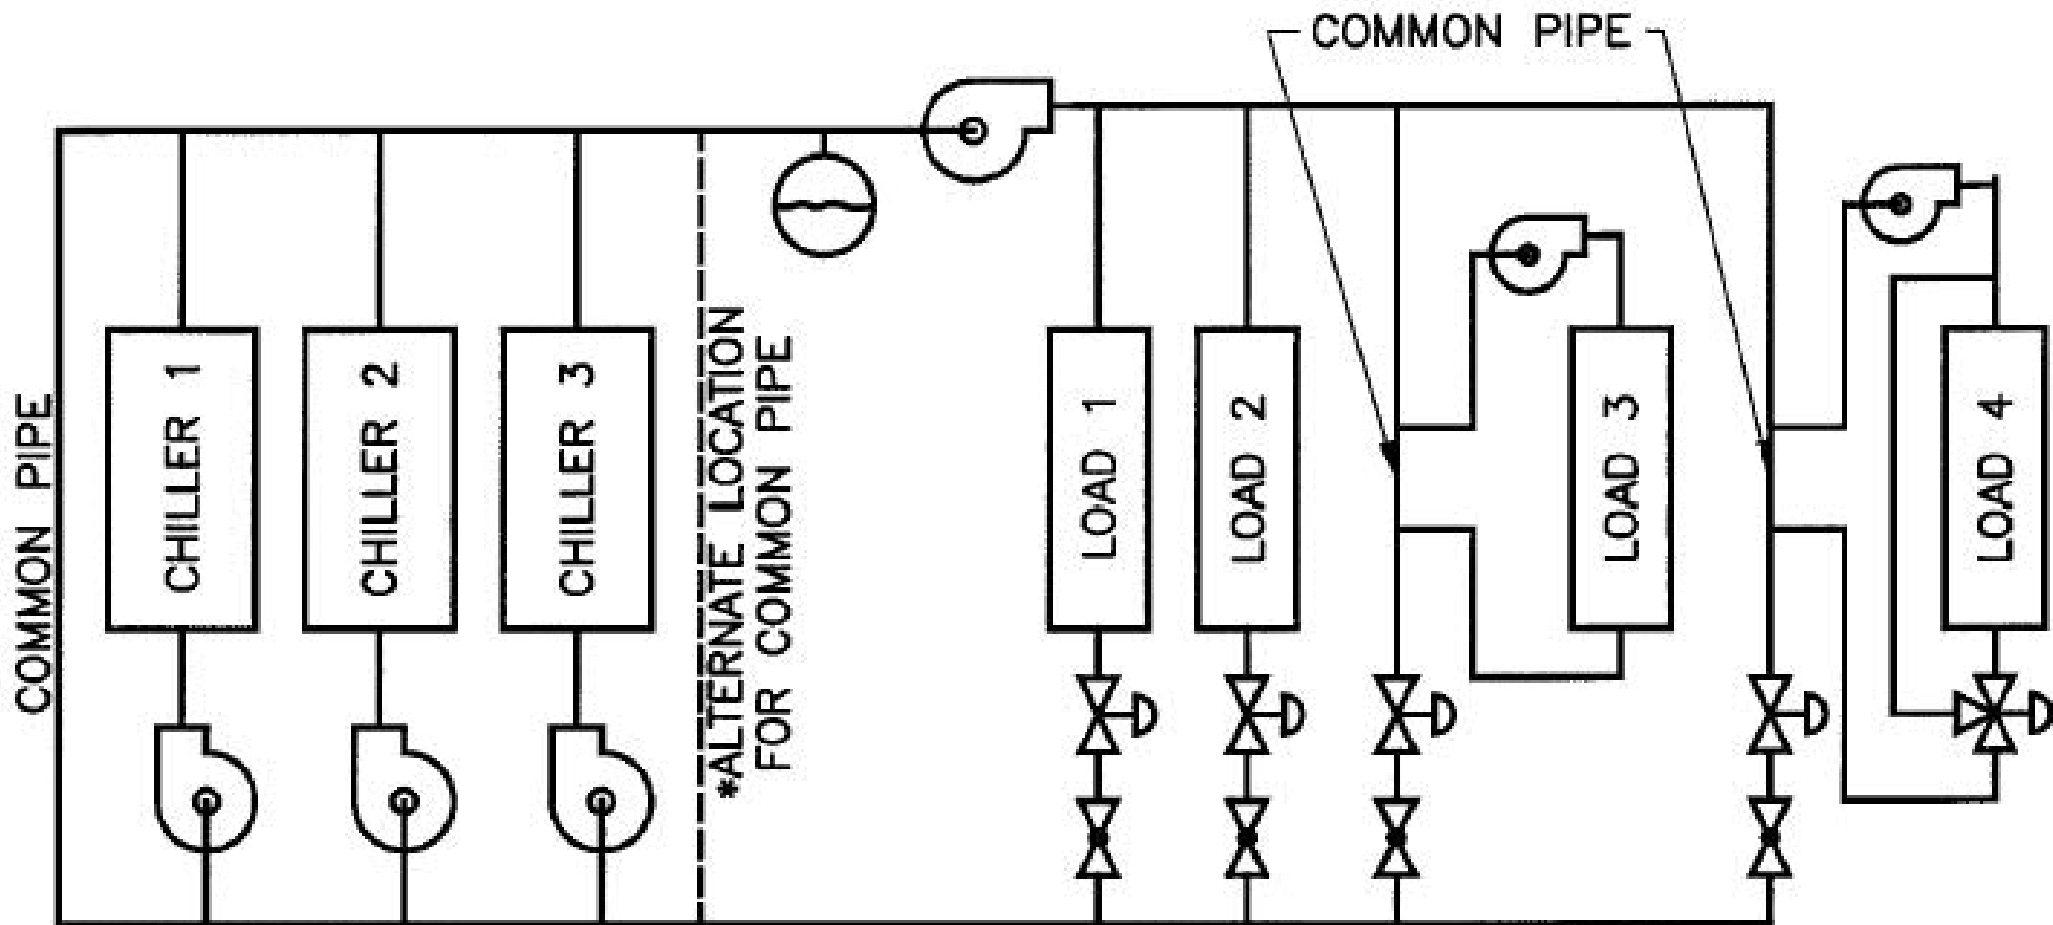 COMMON PIPE
COMMON PIPE
CHILLER 1
CHILLER 2
CHILLER 3
*ALTERNATE LOCATION
FOR COMMON PIPE
LOAD 1
LOAD 2
LOAD 3
LOAD 4